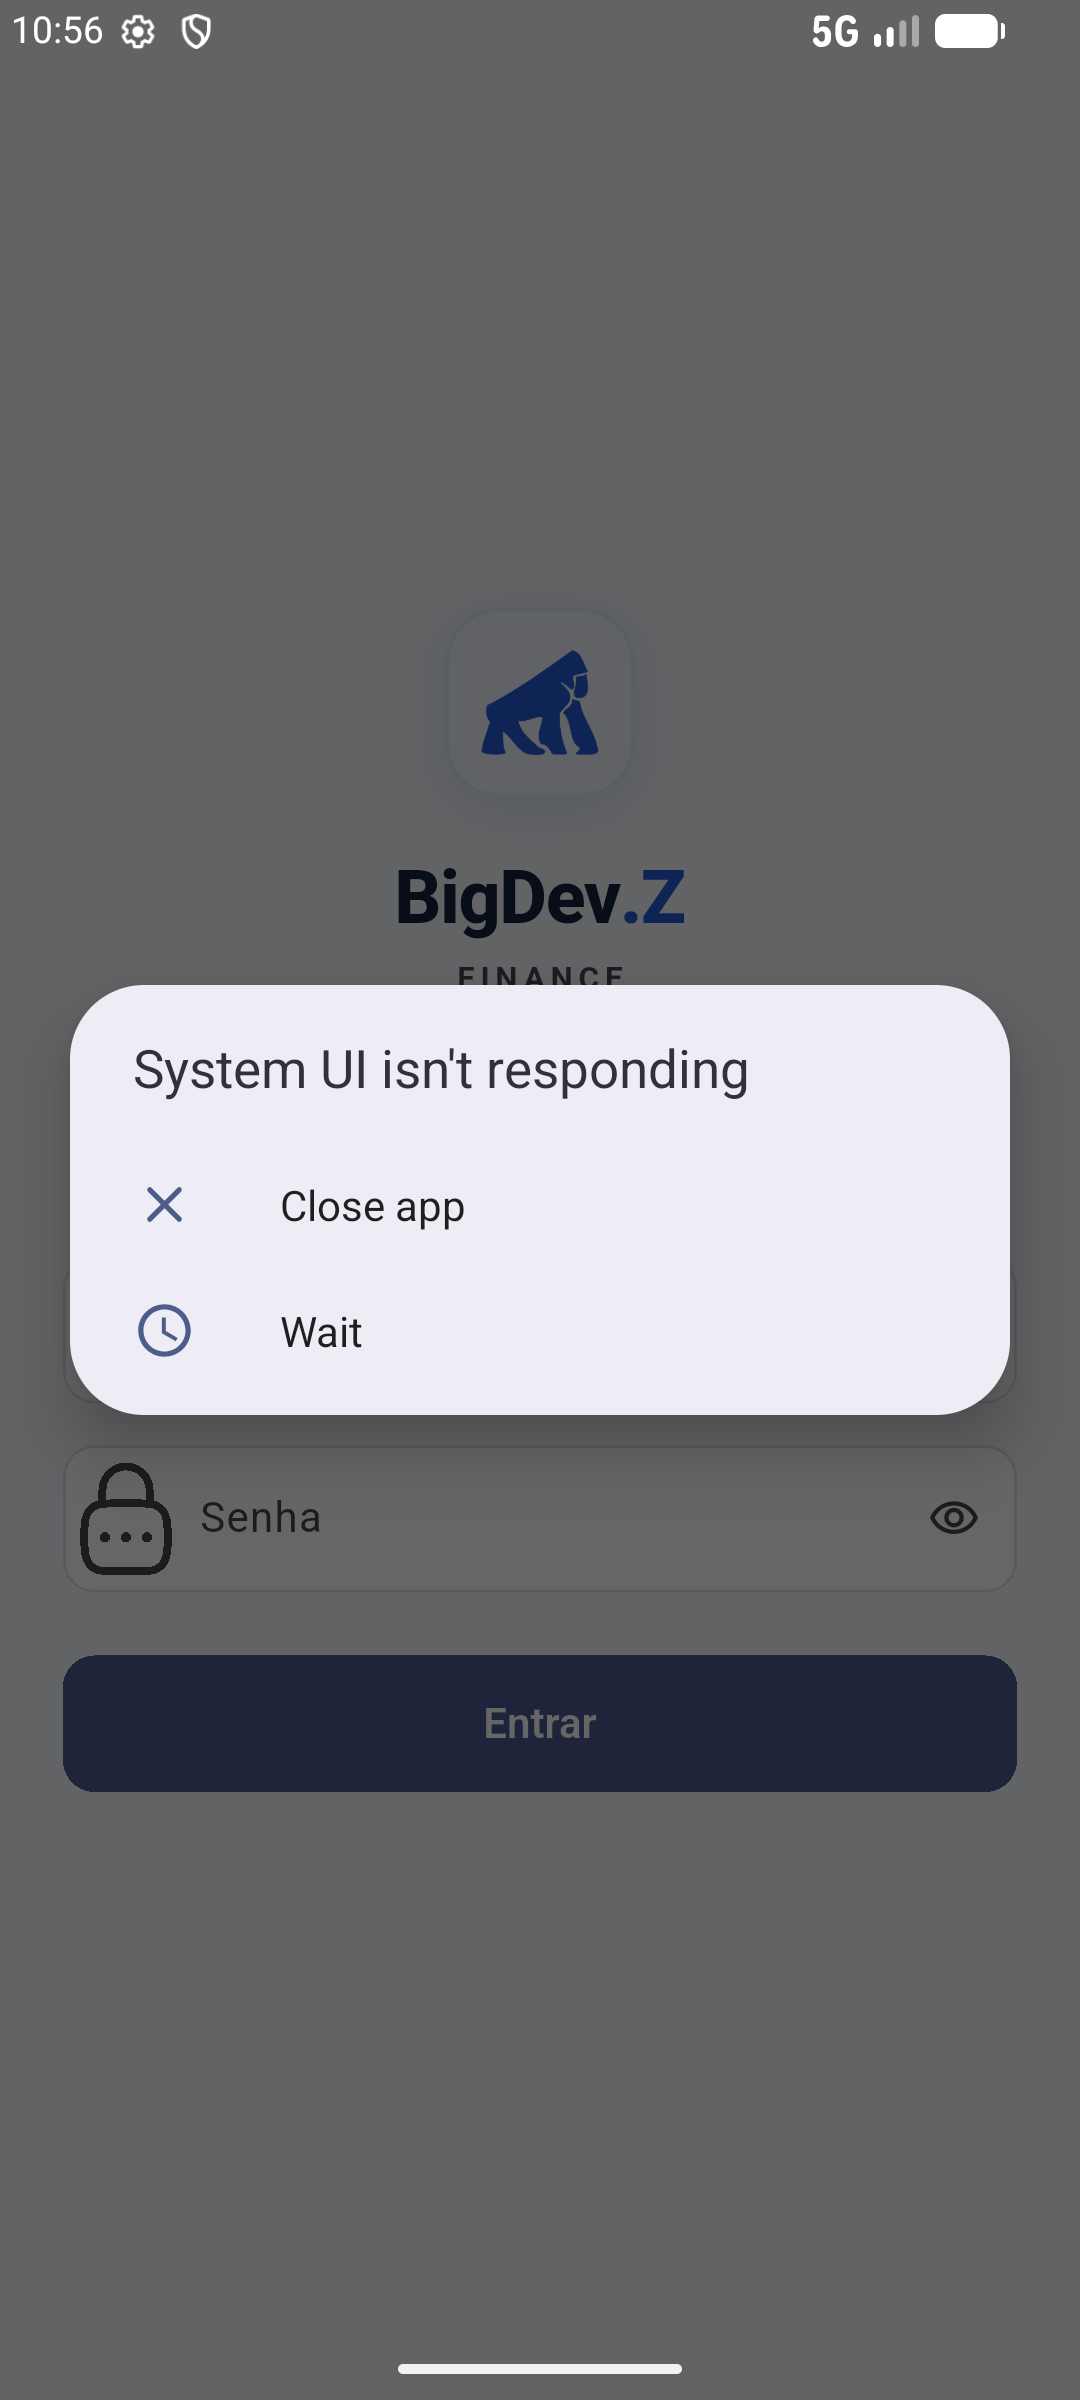 10:56
5G
BigDev.Z
FINANCE
System UI isn't responding
Close app
Wait
Senha
Entrar